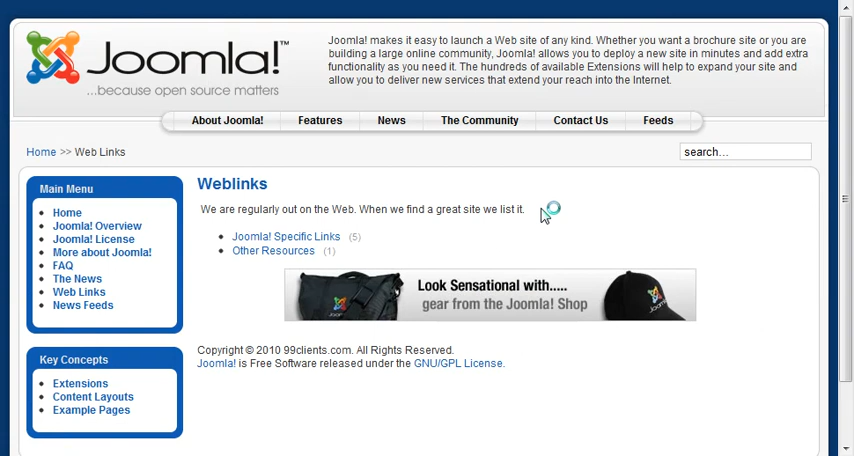 Joomla!™
...because open source matters
Joomla! makes it easy to launch a Web site of any kind. Whether you want a brochure site or you are
building a large online community, Joomla! allows you to deploy a new site in minutes and add extra
functionality as you need it. The hundreds of available Extensions will help to expand your site and
allow you to deliver new services that extend your reach into the Internet.
About Joomla! Features News The Community Contact Us Feeds
Home >> Web Links
search...
Main Menu
Home
Joomla! Overview
Joomla! License
More about Joomla!
FAQ
The News
Web Links
News Feeds
Key Concepts
Extensions
Content Layouts
Example Pages
Weblinks
We are regularly out on the Web. When we find a great site we list it.
Joomla! Specific Links (5)
Other Resources (1)
Look Sensational with.....
gear from the Joomla! Shop
Copyright © 2010 99clients.com. All Rights Reserved.
Joomla! is Free Software released under the GNU/GPL License.